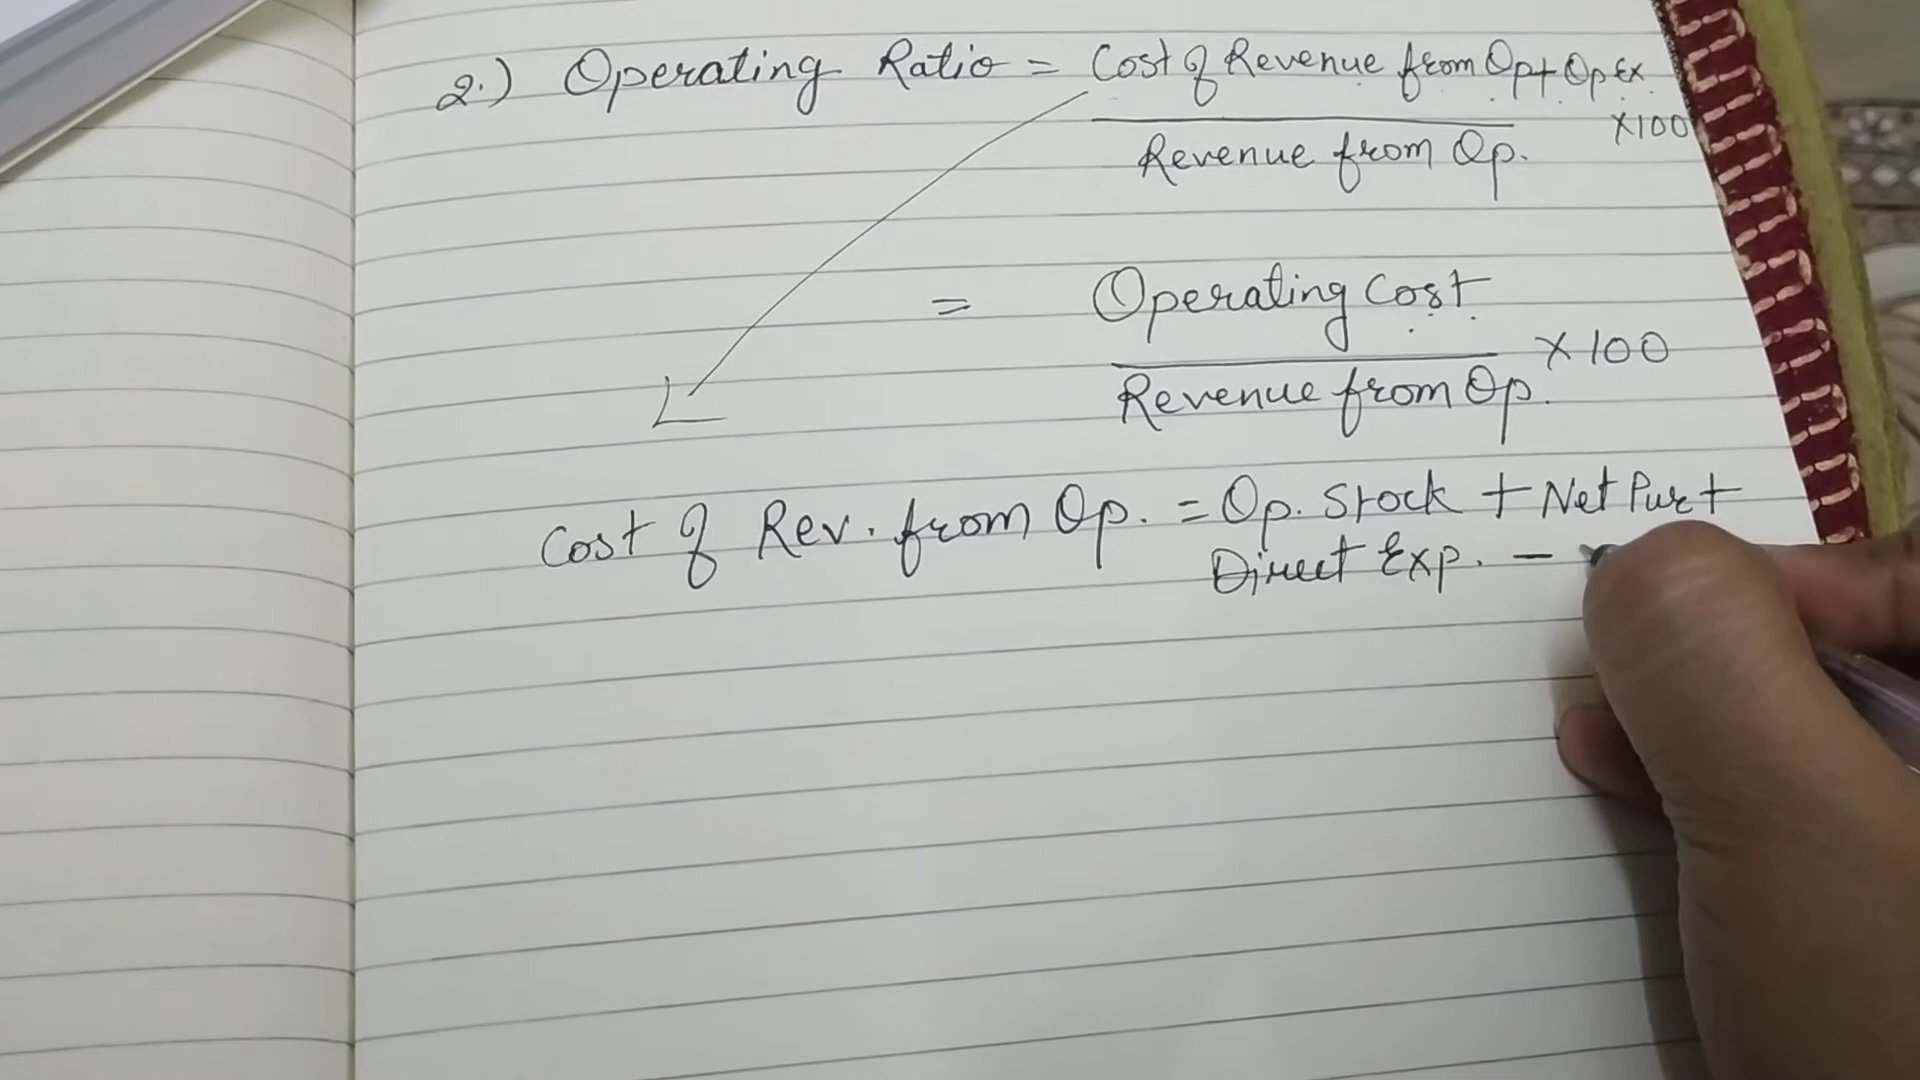 2.) Operating Ratio = Cost of Revenue from Op + Op Ex
×100
Revenue from Op.
= Operating Cost
× 100
Revenue from Op.
Cost of Rev. from Op. = Op. Stock + Net Pur +
Direct Exp. -